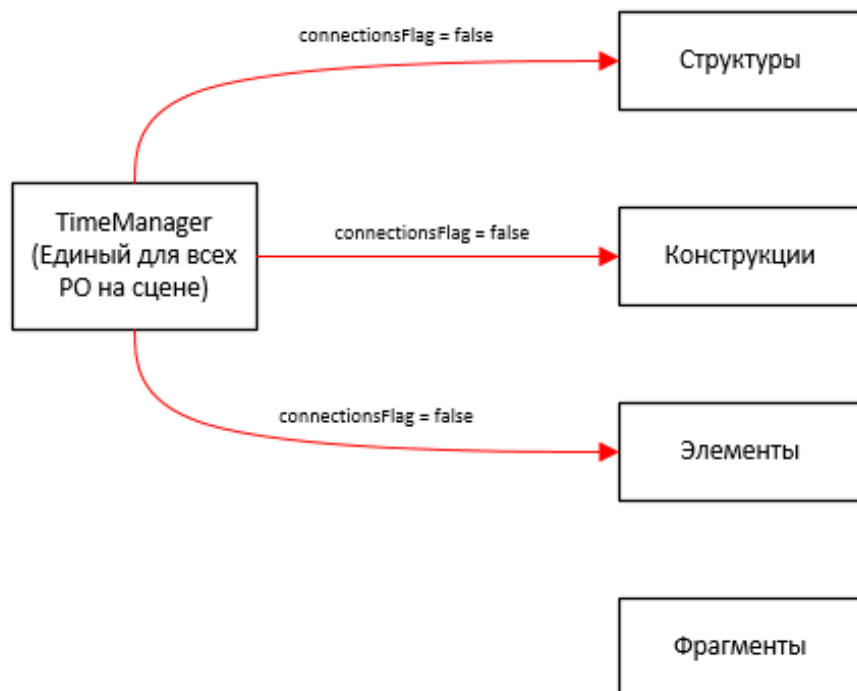 connectionsFlag = false
Структуры
TimeManager
(Единый для всех
РО на сцене)
connectionsFlag = false
Конструкции
connectionsFlag = false
Элементы
Фрагменты